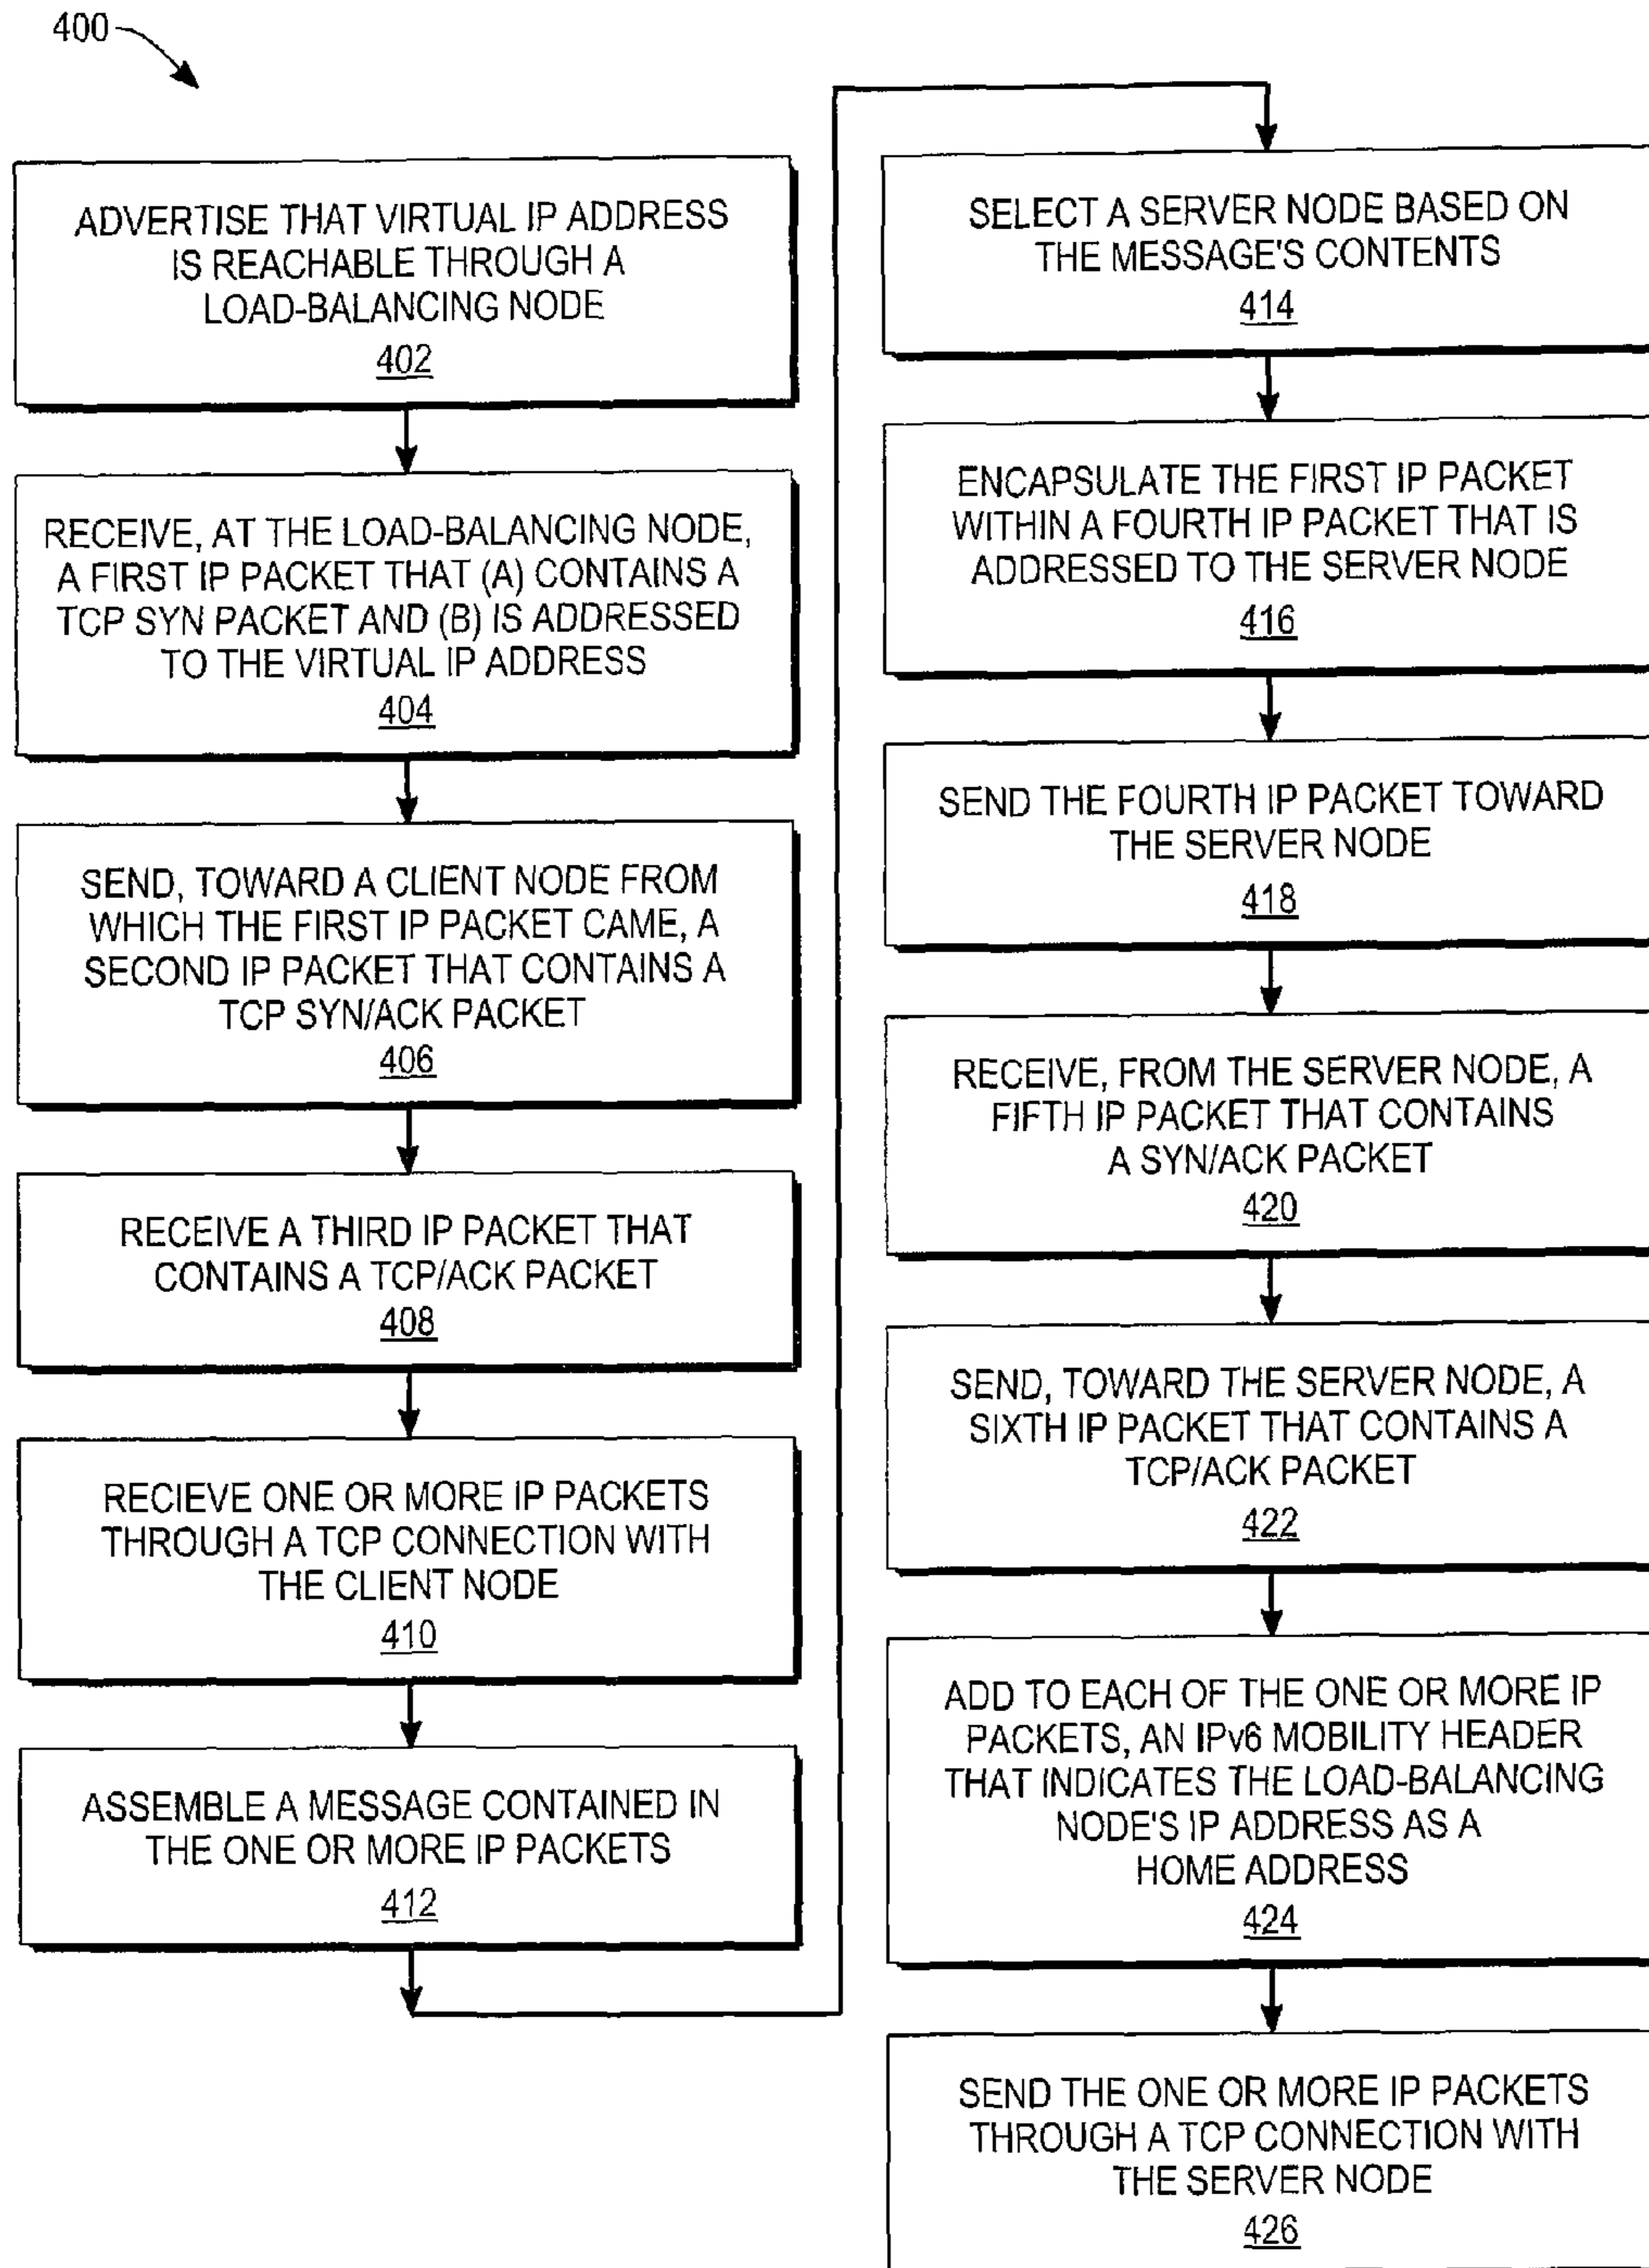 400
ADVERTISE THAT VIRTUAL IP ADDRESS
IS REACHABLE THROUGH A
LOAD-BALANCING NODE
402
RECEIVE, AT THE LOAD-BALANCING NODE,
A FIRST IP PACKET THAT (A) CONTAINS A
TCP SYN PACKET AND (B) IS ADDRESSED
TO THE VIRTUAL IP ADDRESS
404
SEND, TOWARD A CLIENT NODE FROM
WHICH THE FIRST IP PACKET CAME, A
SECOND IP PACKET THAT CONTAINS A
TCP SYN/ACK PACKET
406
RECEIVE A THIRD IP PACKET THAT
CONTAINS A TCP/ACK PACKET
408
RECIEVE ONE OR MORE IP PACKETS
THROUGH A TCP CONNECTION WITH
THE CLIENT NODE
410
ASSEMBLE A MESSAGE CONTAINED IN
THE ONE OR MORE IP PACKETS
412
SELECT A SERVER NODE BASED ON
THE MESSAGE'S CONTENTS
414
ENCAPSULATE THE FIRST IP PACKET
WITHIN A FOURTH IP PACKET THAT IS
ADDRESSED TO THE SERVER NODE
416
SEND THE FOURTH IP PACKET TOWARD
THE SERVER NODE
418
RECEIVE, FROM THE SERVER NODE, A
FIFTH IP PACKET THAT CONTAINS
A SYN/ACK PACKET
420
SEND, TOWARD THE SERVER NODE, A
SIXTH IP PACKET THAT CONTAINS A
TCP/ACK PACKET
422
ADD TO EACH OF THE ONE OR MORE IP
PACKETS, AN IPv6 MOBILITY HEADER
THAT INDICATES THE LOAD-BALANCING
NODE'S IP ADDRESS AS A
HOME ADDRESS
424
SEND THE ONE OR MORE IP PACKETS
THROUGH A TCP CONNECTION WITH
THE SERVER NODE
426